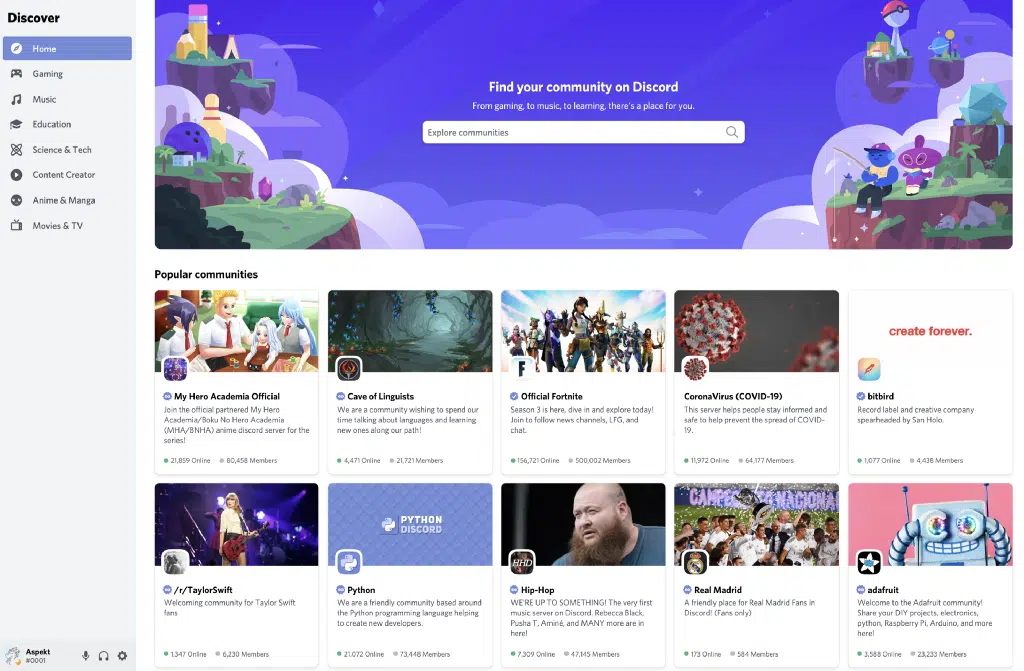 Discover
Home
Gaming
Music
Education
Science & Tech
Content Creator
Anime & Manga
Movies & TV
Aspekt
#0001
Find your community on Discord
From gaming, to music, to learning, there's a place for you.
Explore communities
Popular communities
My Hero Academia Official
Join the official partnered My Hero
Academia/Boku No Hero Academia
(MHA/BNHA) anime discord server for the
series!
21,859 Online 80,458 Members
Cave of Linguists
We are a community wishing to spend our
time talking about languages and learning
new ones along our path!
4,471 Online 21,721 Members
F
Official Fortnite
Season 3 is here, dive in and explore today!
Join to follow news channels, LFG, and
chat.
156,721 Online 500,002 Members
CoronaVirus (COVID-19)
This server helps people stay informed and
safe to help prevent the spread of COVID-
19.
11,972 Online 64,177 Members
create forever.
bitbird
Record label and creative company
spearheaded by San Holo.
1,077 Online 4,438 Members
/r/TaylorSwift
Welcoming community for Taylor Swift
fans
1,347 Online 6,230 Members
PYTHON
DISCORD
Python
We are a friendly community based around
the Python programming language helping
to create new developers.
21,072 Online 73,448 Members
HHD
Hip-Hop
WE'RE UP TO SOMETHING! The very first
music server on Discord. Rebecca Black,
Pusha T, Aminé, and MANY more are in
here!
7,309 Online 47,145 Members
Real Madrid
A friendly place for Real Madrid Fans in
Discord! (Fans only)
173 Online 584 Members
adafruit
Welcome to the Adafruit community!
Share your DIY projects, electronics,
python, Raspberry Pi, Arduino, and more
here!
3,588 Online 23,233 Members